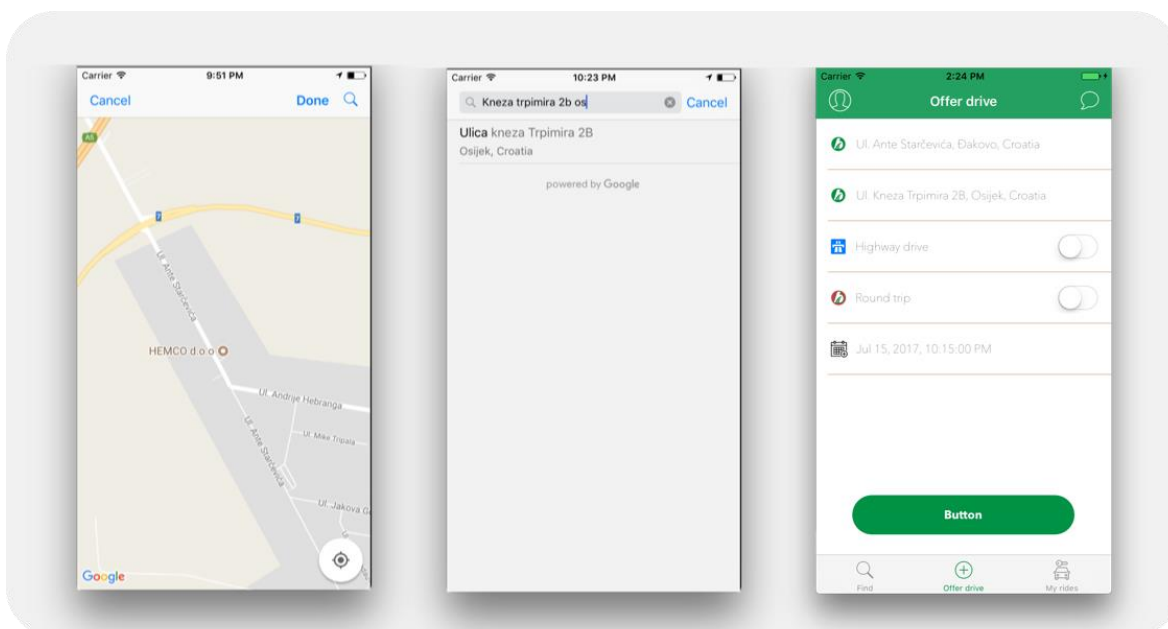 Carrier 9:51 PM
Cancel Done
A5
7
7
Ul. Ante Starčevića
HEMCO d o o
Ul. Andrije Hebranga
Ul. Mike Tripala
Ul. Ante Starčevića
Ul. Jakova G
Google
Carrier 10:23 PM
Kneza trpimira 2b os Cancel
Ulica kneza Trpimira 2B
Osijek, Croatia
powered by Google
Carrier 2:24 PM
Offer drive
Ul. Ante Starčevića, Đakovo, Croatia
Ul. Kneza Trpimira 2B, Osijek, Croatia
Highway drive
Round trip
Jul 15, 2017, 10:15:00 PM
Button
Find Offer drive My rides